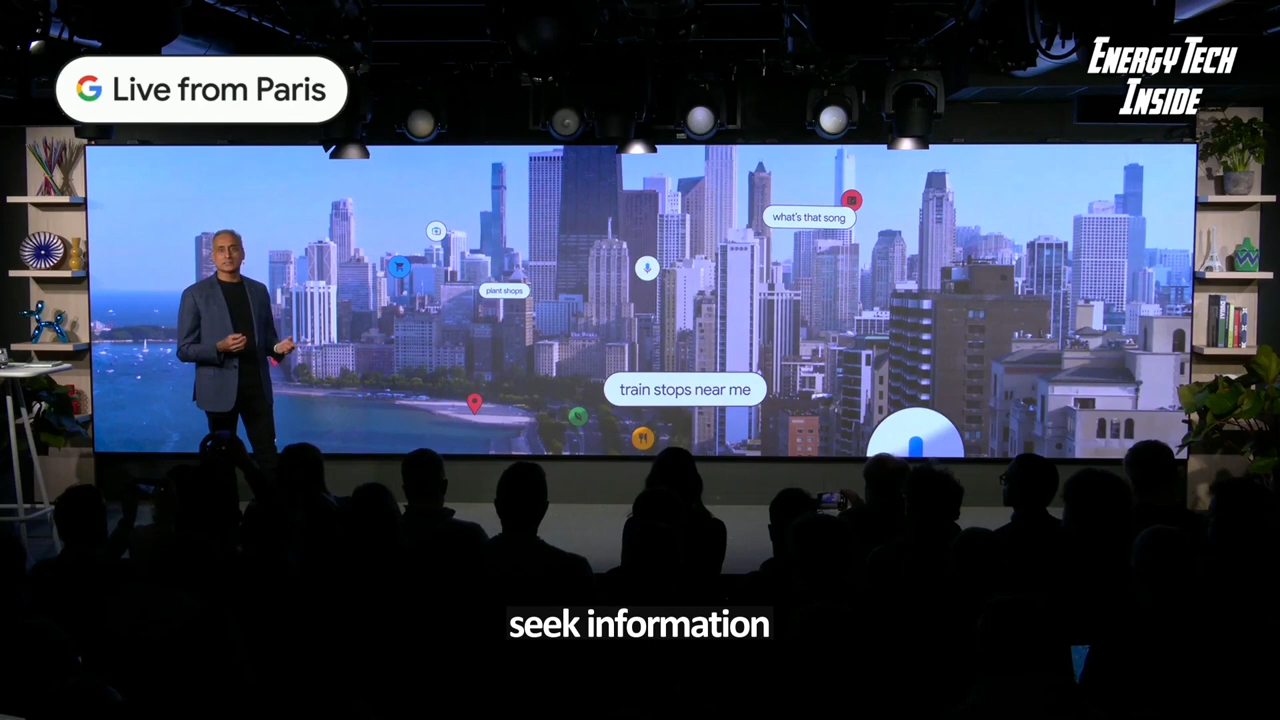 Live from Paris
ENERGY TECH
INSIDE
what's that song
plant shops
train stops near me
seek information